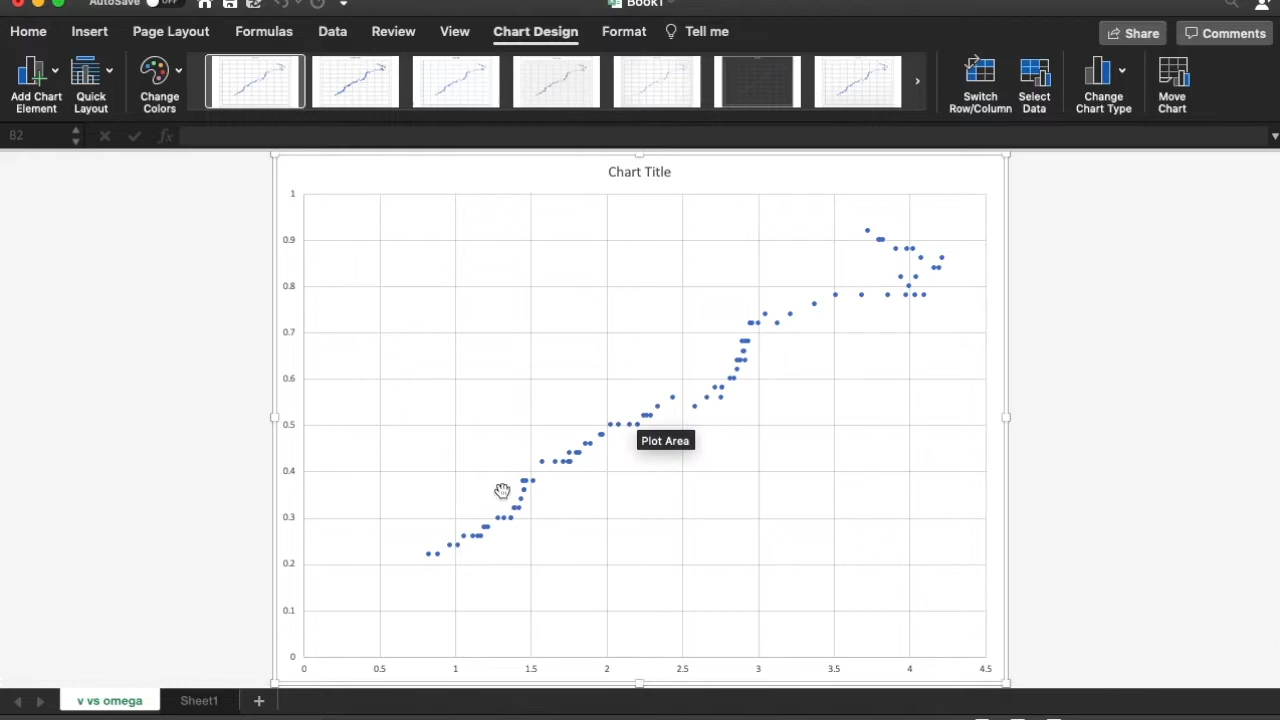 AutoSave OFF Book1
Home Insert Page Layout Formulas Data Review View Chart Design Format Tell me Share Comments
Add Chart Element Quick Layout Change Colors Switch Row/Column Select Data Change Chart Type Move Chart
B2 fx
Chart Title
1
0.9
0.8
0.7
0.6
0.5
Plot Area
0.4
0.3
0.2
0.1
0
0 0.5 1 1.5 2 2.5 3 3.5 4 4.5
v vs omega Sheet1 +